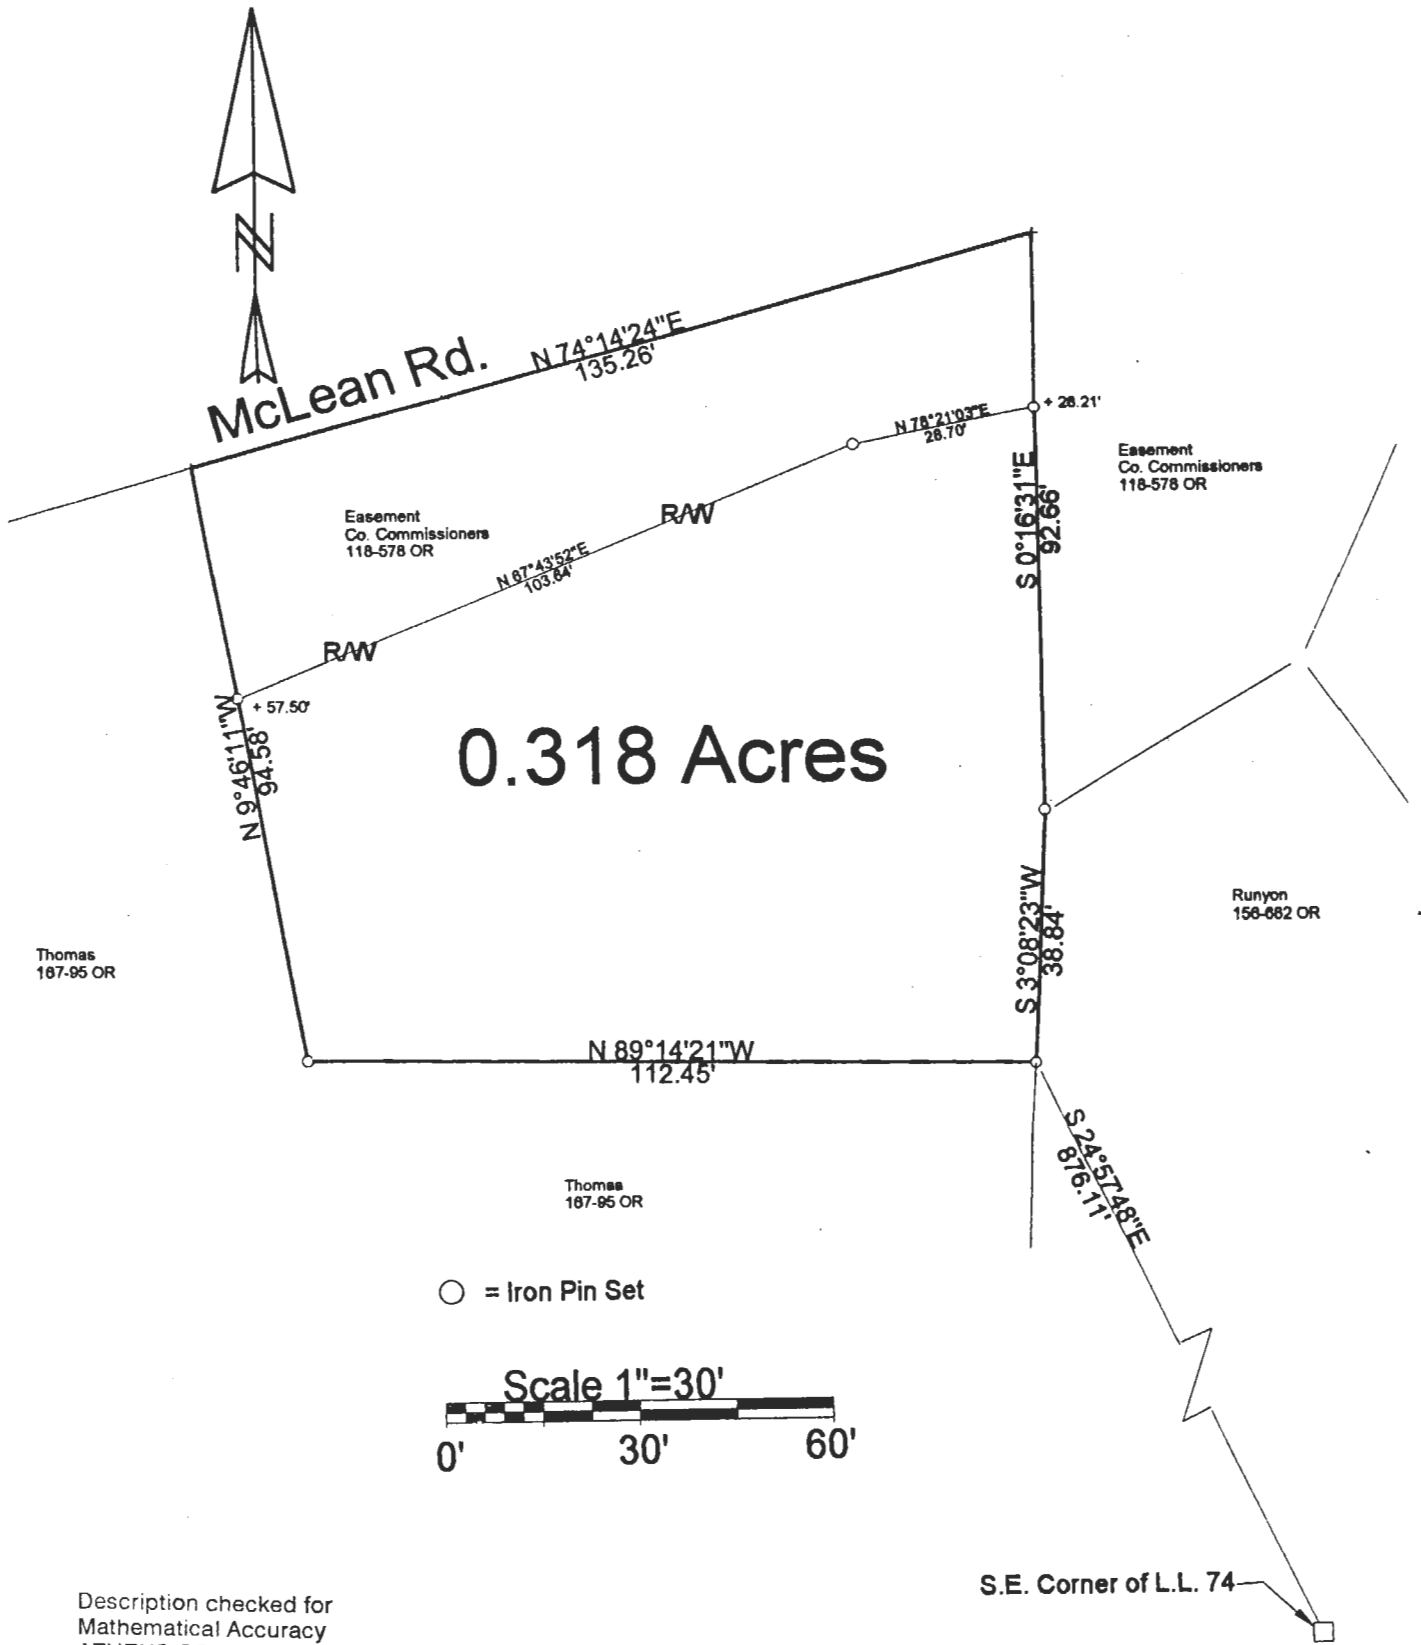 N
McLean Rd.
N 74°14'24"E
135.26'
N 78°21'03"E
28.70'
+ 28.21'
Easement
Co. Commissioners
118-578 OR
S 0°16'31"E
92.66'
Easement
Co. Commissioners
118-578 OR
R/W
N 67°43'52"E
103.64'
R/W
+ 57.50'
N 9°46'11"W
94.58'
0.318 Acres
Runyon
156-682 OR
S 3°08'23"W
38.84'
Thomas
167-95 OR
N 89°14'21"W
112.45'
S 24°57'48"E
876.11'
Thomas
167-95 OR
= Iron Pin Set
Scale 1"=30'
0' 30' 60'
S.E. Corner of L.L. 74
Description checked for
Mathematical Accuracy